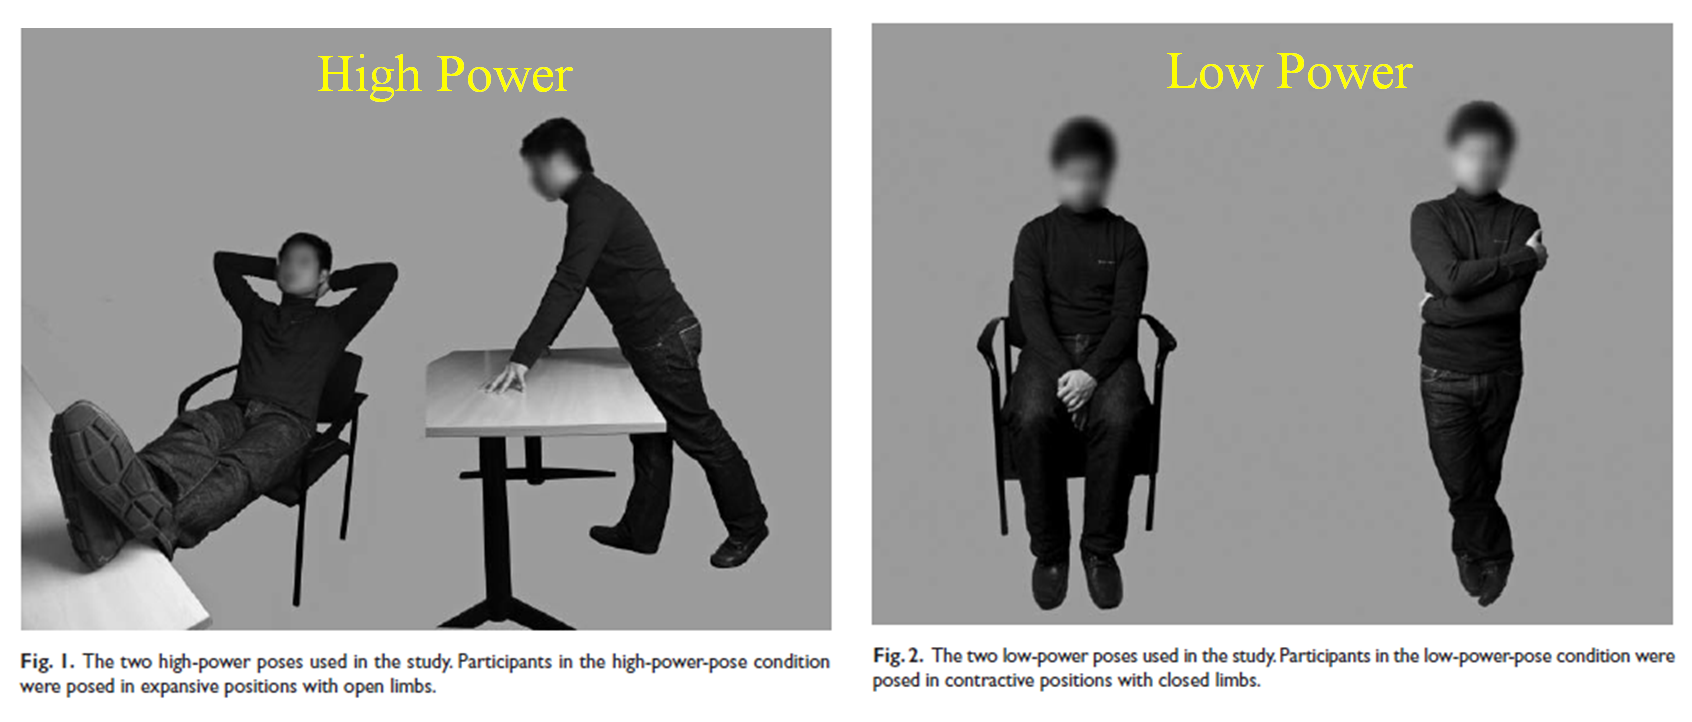 High Power
Fig. 1. The two high-power poses used in the study. Participants in the high-power-pose condition
were posed in expansive positions with open limbs.
Low Power
Fig. 2. The two low-power poses used in the study. Participants in the low-power-pose condition were
posed in contractive positions with closed limbs.